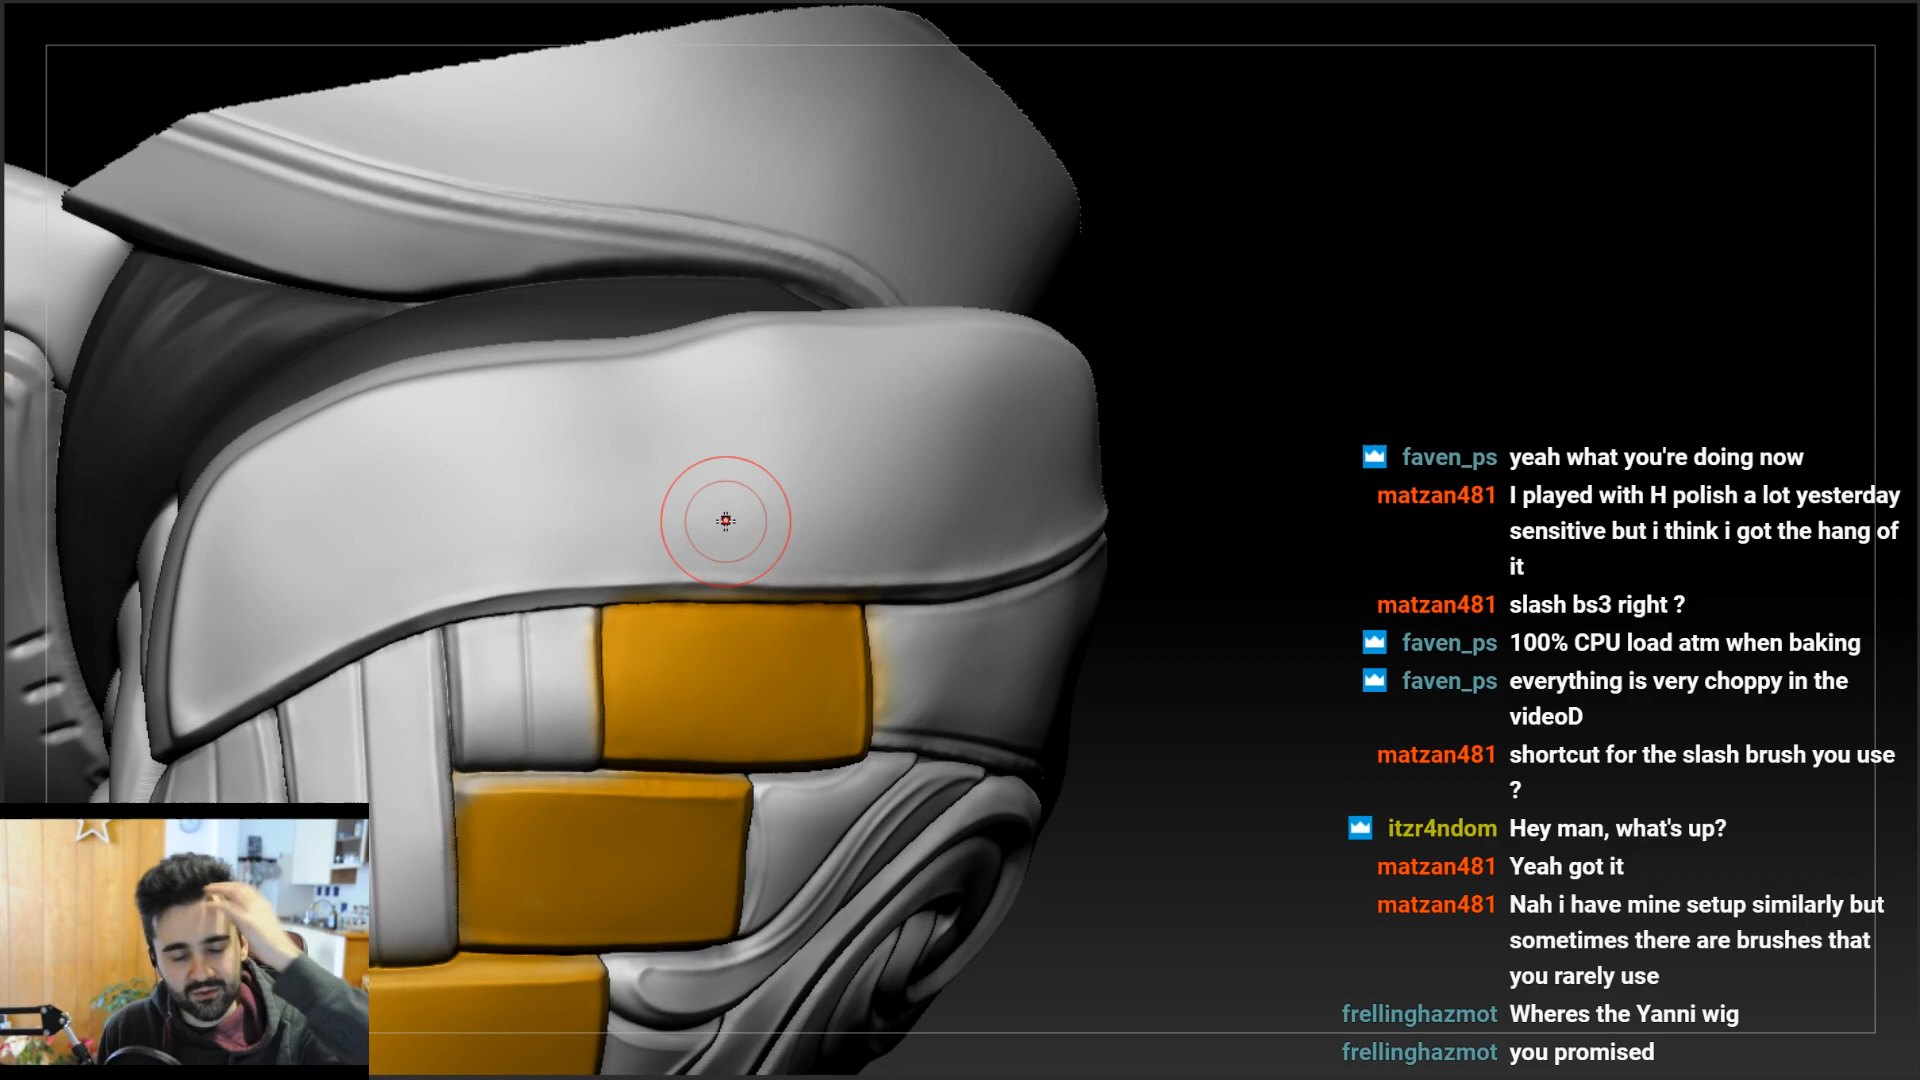 faven_ps yeah what you're doing now
matzan481 I played with H polish a lot yesterday
sensitive but i think i got the hang of
it
matzan481 slash bs3 right ?
faven_ps 100% CPU load atm when baking
faven_ps everything is very choppy in the
videoD
matzan481 shortcut for the slash brush you use
?
itzr4ndom Hey man, what's up?
matzan481 Yeah got it
matzan481 Nah i have mine setup similarly but
sometimes there are brushes that
you rarely use
frellinghazmot Wheres the Yanni wig
frellinghazmot you promised